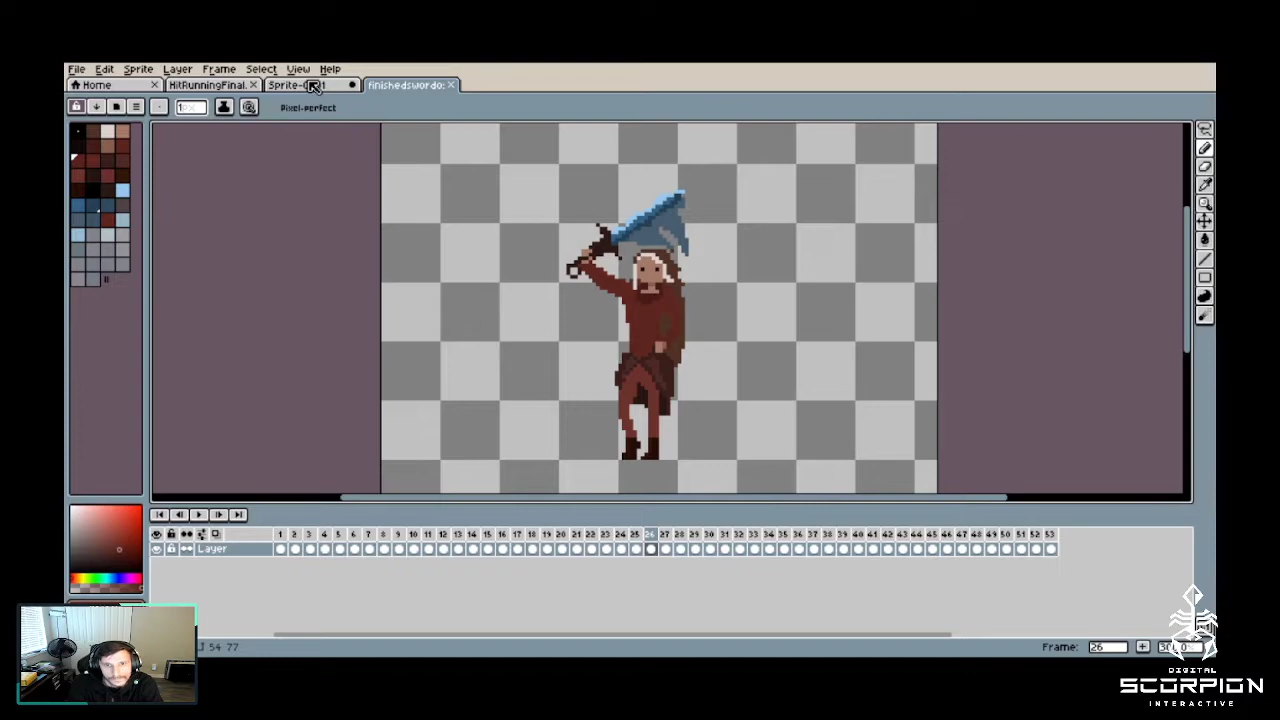 File Edit Sprite Layer Frame Select View Help
Home HitRunningFinal. Sprite- finishedswordo:
1px Pixel-perfect
1 2 3 4 5 6 7 8 9 10 11 12 13 14 15 16 17 18 19 20 21 22 23 24 25 26 27 28 29 30 31 32 33 34 35 36 37 38 39 40 41 42 43 44 45 46 47 48 49 50 51 52 53
Layer
54 77 Frame: 26
DIGITAL
SCORPION
INTERACTIVE